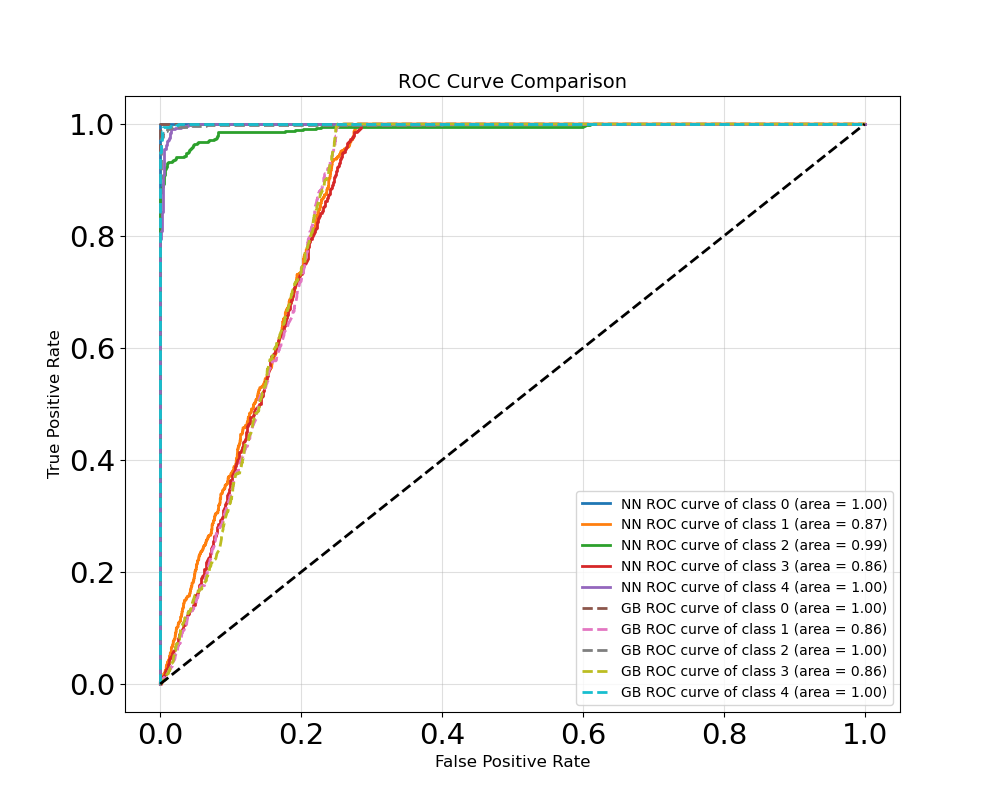 ROC Curve Comparison
1.0
0.8
0.6
0.4
0.2
0.0
True Positive Rate
0.0 0.2 0.4 0.6 0.8 1.0
False Positive Rate
NN ROC curve of class 0 (area = 1.00)
NN ROC curve of class 1 (area = 0.87)
NN ROC curve of class 2 (area = 0.99)
NN ROC curve of class 3 (area = 0.86)
NN ROC curve of class 4 (area = 1.00)
GB ROC curve of class 0 (area = 1.00)
GB ROC curve of class 1 (area = 0.86)
GB ROC curve of class 2 (area = 1.00)
GB ROC curve of class 3 (area = 0.86)
GB ROC curve of class 4 (area = 1.00)